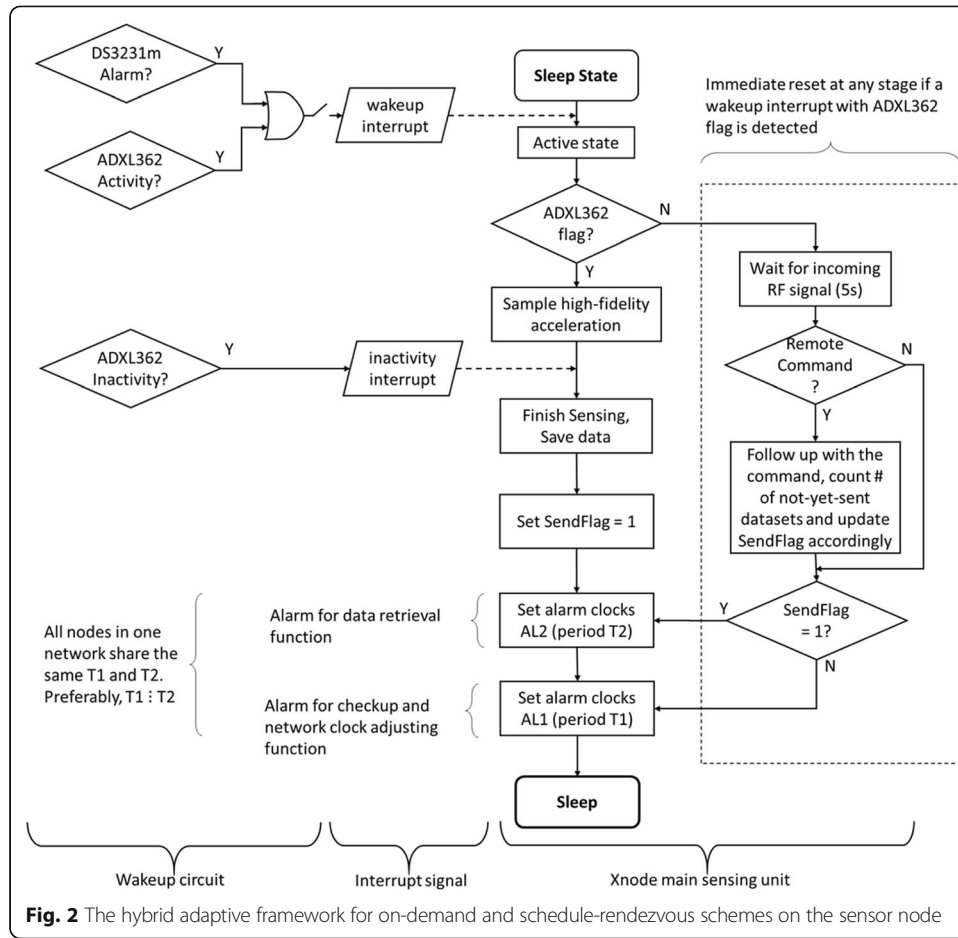 DS3231m
Alarm?
Y
ADXL362
Activity?
Y
wakeup
interrupt
Sleep State
Active state
Immediate reset at any stage if a
wakeup interrupt with ADXL362
flag is detected
ADXL362
flag?
N
Y
Sample high-fidelity
acceleration
ADXL362
Inactivity?
Y
inactivity
interrupt
Finish Sensing,
Save data
Set SendFlag = 1
Wait for incoming
RF signal (5s)
Remote
Command
?
N
Y
Follow up with the
command, count #
of not-yet-sent
datasets and update
SendFlag accordingly
SendFlag
= 1?
Y
N
All nodes in one
network share the
same T1 and T2.
Preferably, T1 ⋮ T2
Alarm for data retrieval
function
Set alarm clocks
AL2 (period T2)
Alarm for checkup and
network clock adjusting
function
Set alarm clocks
AL1 (period T1)
Sleep
Wakeup circuit
Interrupt signal
Xnode main sensing unit
Fig. 2 The hybrid adaptive framework for on-demand and schedule-rendezvous schemes on the sensor node